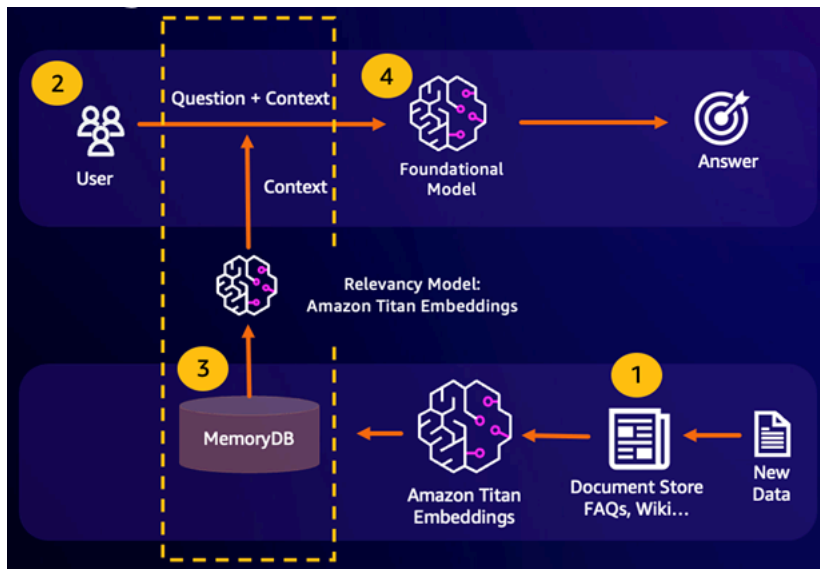 2
Question + Context
4
User
Foundational
Model
Answer
Context
Relevancy Model:
Amazon Titan Embeddings
3
MemoryDB
1
Amazon Titan
Embeddings
Document Store
FAQs, Wiki...
New
Data